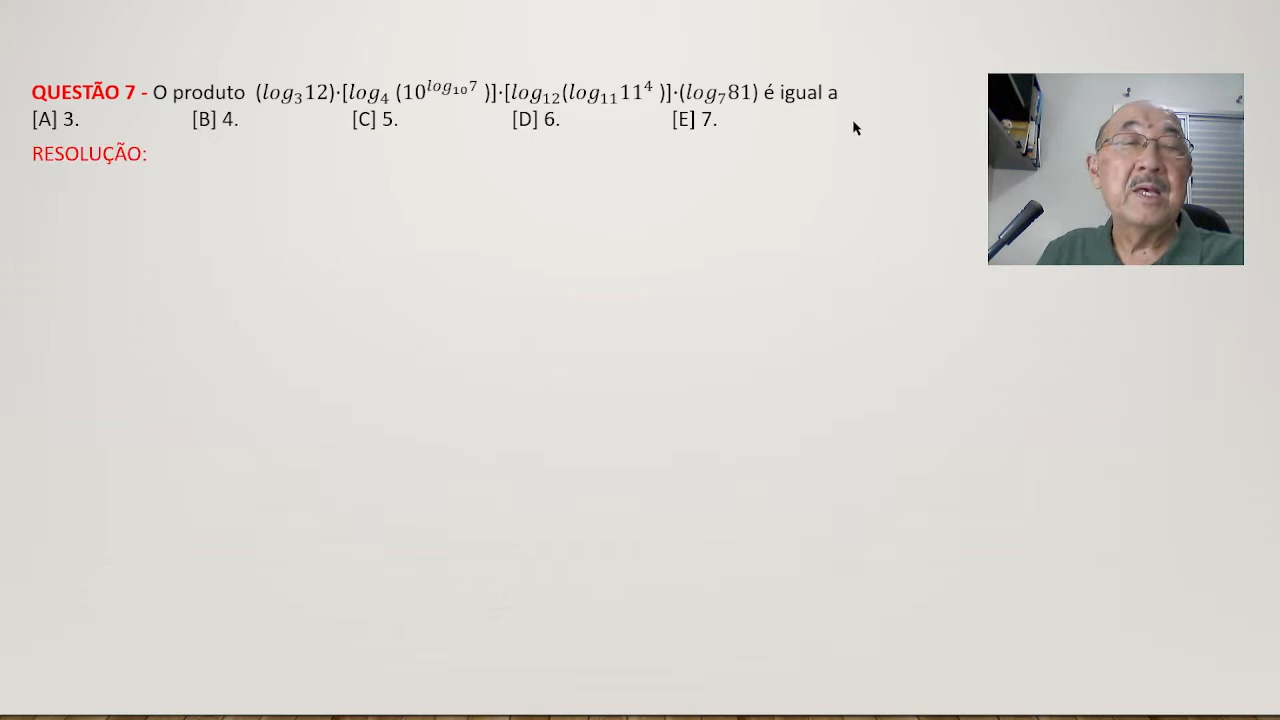 QUESTÃO 7 - O produto (log₃12)·[log₄ (10^(log₁₀7) )]·[log₁₂(log₁₁11⁴ )]·(log₇81) é igual a
[A] 3. [B] 4. [C] 5. [D] 6. [E] 7.
RESOLUÇÃO: